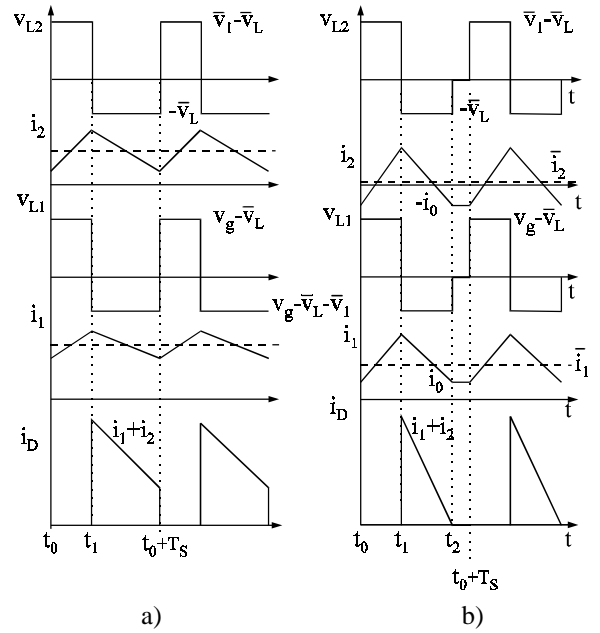 v_L2
v̄_1-v̄_L
-v̄_L
i_2
v_L1
v_g-v̄_L
v_g-v̄_L-v̄_1
i_1
i_D
i_1+i_2
t_0
t_1
t_0+T_S
a)
v_L2
v̄_1-v̄_L
-v̄_L
t
i_2
ī_2
-i_0
t
v_L1
v_g-v̄_L
t
i_1
ī_1
i_0
i_D
t
i_1+i_2
t_0
t_1
t_2
t
t_0+T_S
b)